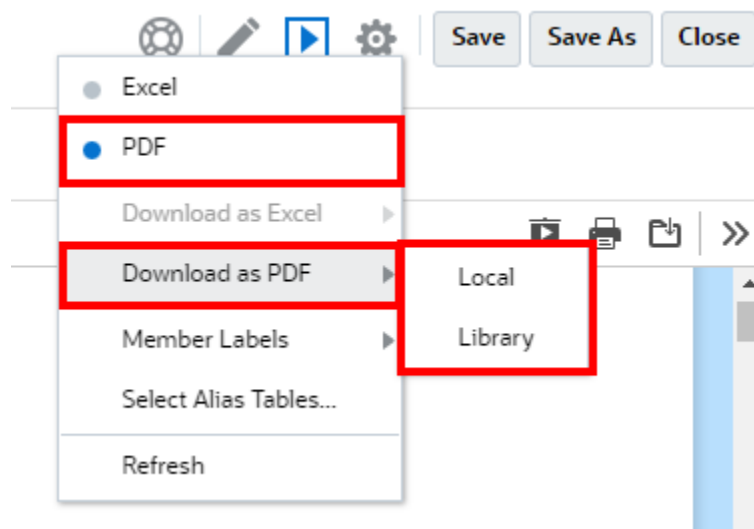 Save
Save As
Close
Excel
PDF
Download as Excel
Download as PDF
Local
Library
Member Labels
Select Alias Tables...
Refresh